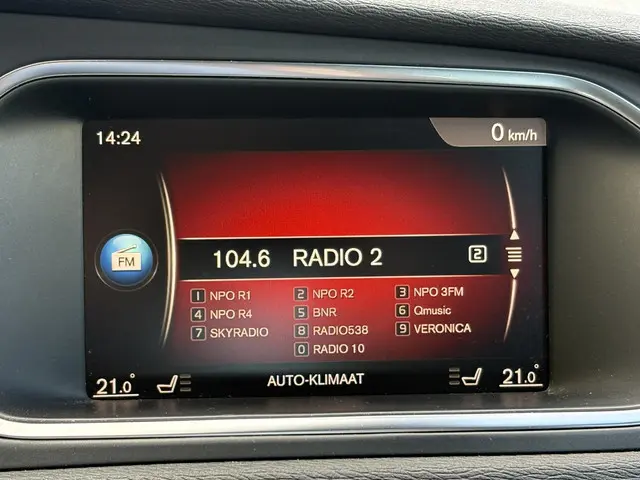 14:24 0 km/h
FM 104.6 RADIO 2 2
1 NPO R1 2 NPO R2 3 NPO 3FM
4 NPO R4 5 BNR 6 Qmusic
7 SKYRADIO 8 RADIO538 9 VERONICA
0 RADIO 10
21.0° AUTO-KLIMAAT 21.0°